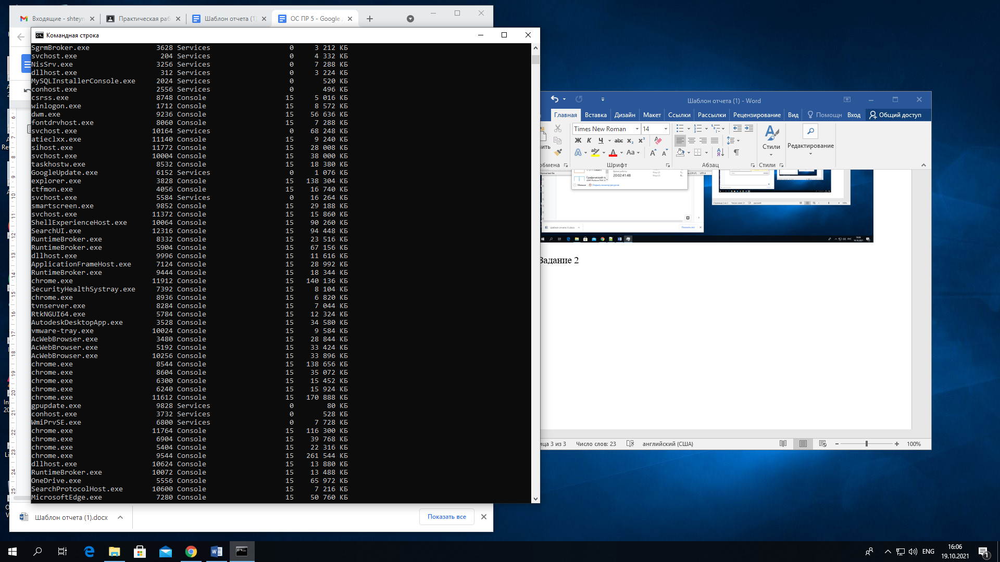 Входящие - shteyn
Практическая раб
Шаблон отчета (1)
ОС ПР 5 - Google
Командная строка
SgrmBroker.exe 3628 Services 0 3 212 КБ
svchost.exe 204 Services 0 4 332 КБ
NisSrv.exe 3256 Services 0 7 288 КБ
dllhost.exe 312 Services 0 3 224 КБ
MySQLInstallerConsole.exe 2024 Services 0 520 КБ
conhost.exe 2556 Services 0 496 КБ
csrss.exe 8748 Console 15 5 016 КБ
winlogon.exe 1712 Console 15 8 572 КБ
dwm.exe 9236 Console 15 56 636 КБ
fontdrvhost.exe 8060 Console 15 7 288 КБ
svchost.exe 10164 Services 0 68 248 КБ
atieclxx.exe 11140 Console 15 9 240 КБ
sihost.exe 11772 Console 15 28 008 КБ
svchost.exe 10004 Console 15 38 000 КБ
taskhostw.exe 8532 Console 15 18 380 КБ
GoogleUpdate.exe 6152 Services 0 1 076 КБ
explorer.exe 3828 Console 15 138 304 КБ
ctfmon.exe 4056 Console 15 16 740 КБ
svchost.exe 5584 Services 0 16 264 КБ
smartscreen.exe 9852 Console 15 29 188 КБ
svchost.exe 11372 Console 15 15 860 КБ
ShellExperienceHost.exe 10064 Console 15 90 260 КБ
SearchUI.exe 12316 Console 15 94 448 КБ
RuntimeBroker.exe 8332 Console 15 23 516 КБ
RuntimeBroker.exe 5904 Console 15 67 156 КБ
dllhost.exe 9996 Console 15 11 616 КБ
ApplicationFrameHost.exe 7124 Console 15 28 992 КБ
RuntimeBroker.exe 9444 Console 15 18 344 КБ
chrome.exe 11912 Console 15 140 136 КБ
SecurityHealthSystray.exe 7392 Console 15 8 104 КБ
chrome.exe 8936 Console 15 6 820 КБ
tvnserver.exe 8284 Console 15 7 044 КБ
RtkNGUI64.exe 5784 Console 15 12 324 КБ
AutodeskDesktopApp.exe 3528 Console 15 34 580 КБ
vmware-tray.exe 10024 Console 15 9 584 КБ
AcWebBrowser.exe 3480 Console 15 28 844 КБ
AcWebBrowser.exe 5192 Console 15 33 424 КБ
AcWebBrowser.exe 10256 Console 15 33 896 КБ
chrome.exe 8544 Console 15 138 656 КБ
chrome.exe 8604 Console 15 35 072 КБ
chrome.exe 6300 Console 15 15 452 КБ
chrome.exe 6240 Console 15 15 924 КБ
chrome.exe 11612 Console 15 170 888 КБ
gpupdate.exe 9828 Services 0 80 КБ
conhost.exe 3732 Services 0 528 КБ
WmiPrvSE.exe 6800 Services 0 7 728 КБ
chrome.exe 11764 Console 15 116 300 КБ
chrome.exe 6904 Console 15 39 768 КБ
chrome.exe 5404 Console 15 22 316 КБ
chrome.exe 9544 Console 15 261 544 КБ
dllhost.exe 10624 Console 15 13 880 КБ
RuntimeBroker.exe 10072 Console 15 13 488 КБ
OneDrive.exe 5556 Console 15 65 972 КБ
SearchProtocolHost.exe 10600 Console 15 7 216 КБ
MicrosoftEdge.exe 7280 Console 15 50 760 КБ
Шаблон отчета (1).docx
Показать все
Шаблон отчета (1) - Word
Главная Вставка Дизайн Макет Ссылки Рассылки Рецензирование Вид Помощн Вход Общий доступ
Times New Roman 14
Ж К Ч abc x₂ x²
Стили
Редактирование
вить
Aa
обмена Шрифт Абзац Стили
20:02:41:48
Задание 2
ица 3 из 3 Число слов: 23 английский (США) 100%
ENG
16:06
19.10.2021
1